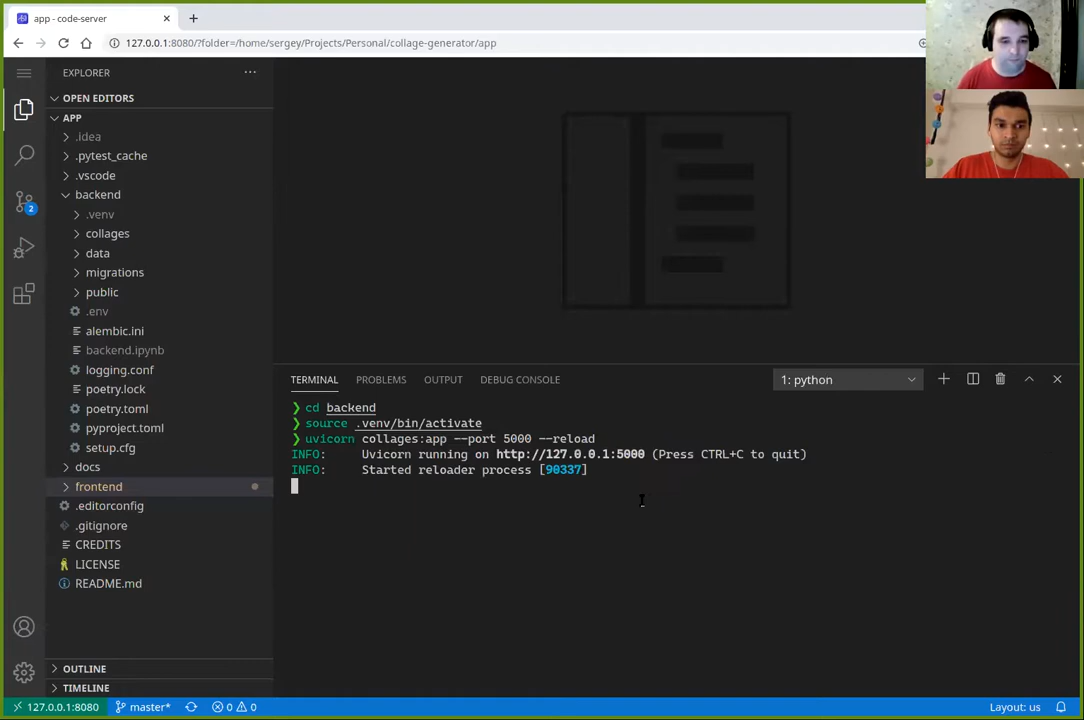 app - code-server
127.0.0.1:8080/?folder=/home/sergey/Projects/Personal/collage-generator/app
EXPLORER
OPEN EDITORS
APP
.idea
.pytest_cache
.vscode
backend
.venv
collages
data
migrations
public
.env
alembic.ini
backend.ipynb
logging.conf
poetry.lock
poetry.toml
pyproject.toml
setup.cfg
docs
frontend
.editorconfig
.gitignore
CREDITS
LICENSE
README.md
OUTLINE
TIMELINE
2
TERMINAL PROBLEMS OUTPUT DEBUG CONSOLE 1: python
❯ cd backend
❯ source .venv/bin/activate
❯ uvicorn collages:app --port 5000 --reload
INFO: Uvicorn running on http://127.0.0.1:5000 (Press CTRL+C to quit)
INFO: Started reloader process [90337]
127.0.0.1:8080 master* 0 0 Layout: us